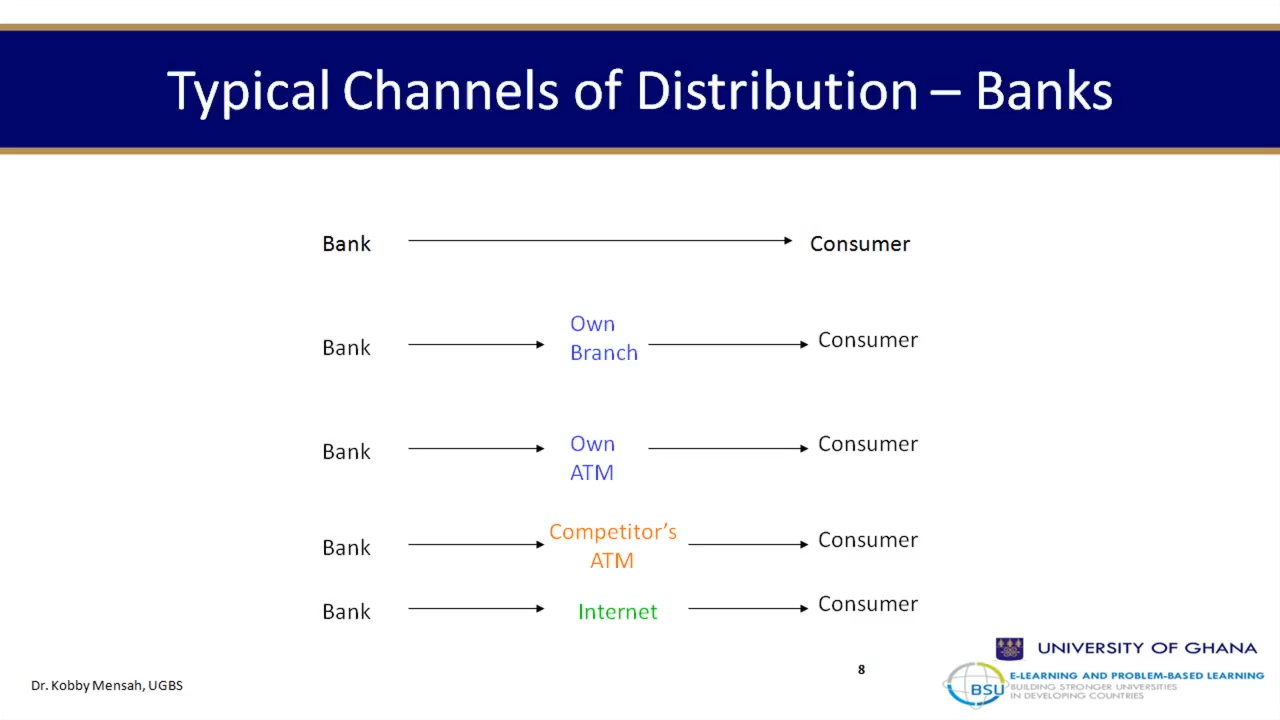 Typical Channels of Distribution – Banks
Bank
Consumer
Bank
Own
Branch
Consumer
Bank
Own
ATM
Consumer
Bank
Competitor’s
ATM
Consumer
Bank
Internet
Consumer
Dr. Kobby Mensah, UGBS
8
UNIVERSITY OF GHANA
BSU
E-LEARNING AND PROBLEM-BASED LEARNING
BUILDING STRONGER UNIVERSITIES
IN DEVELOPING COUNTRIES